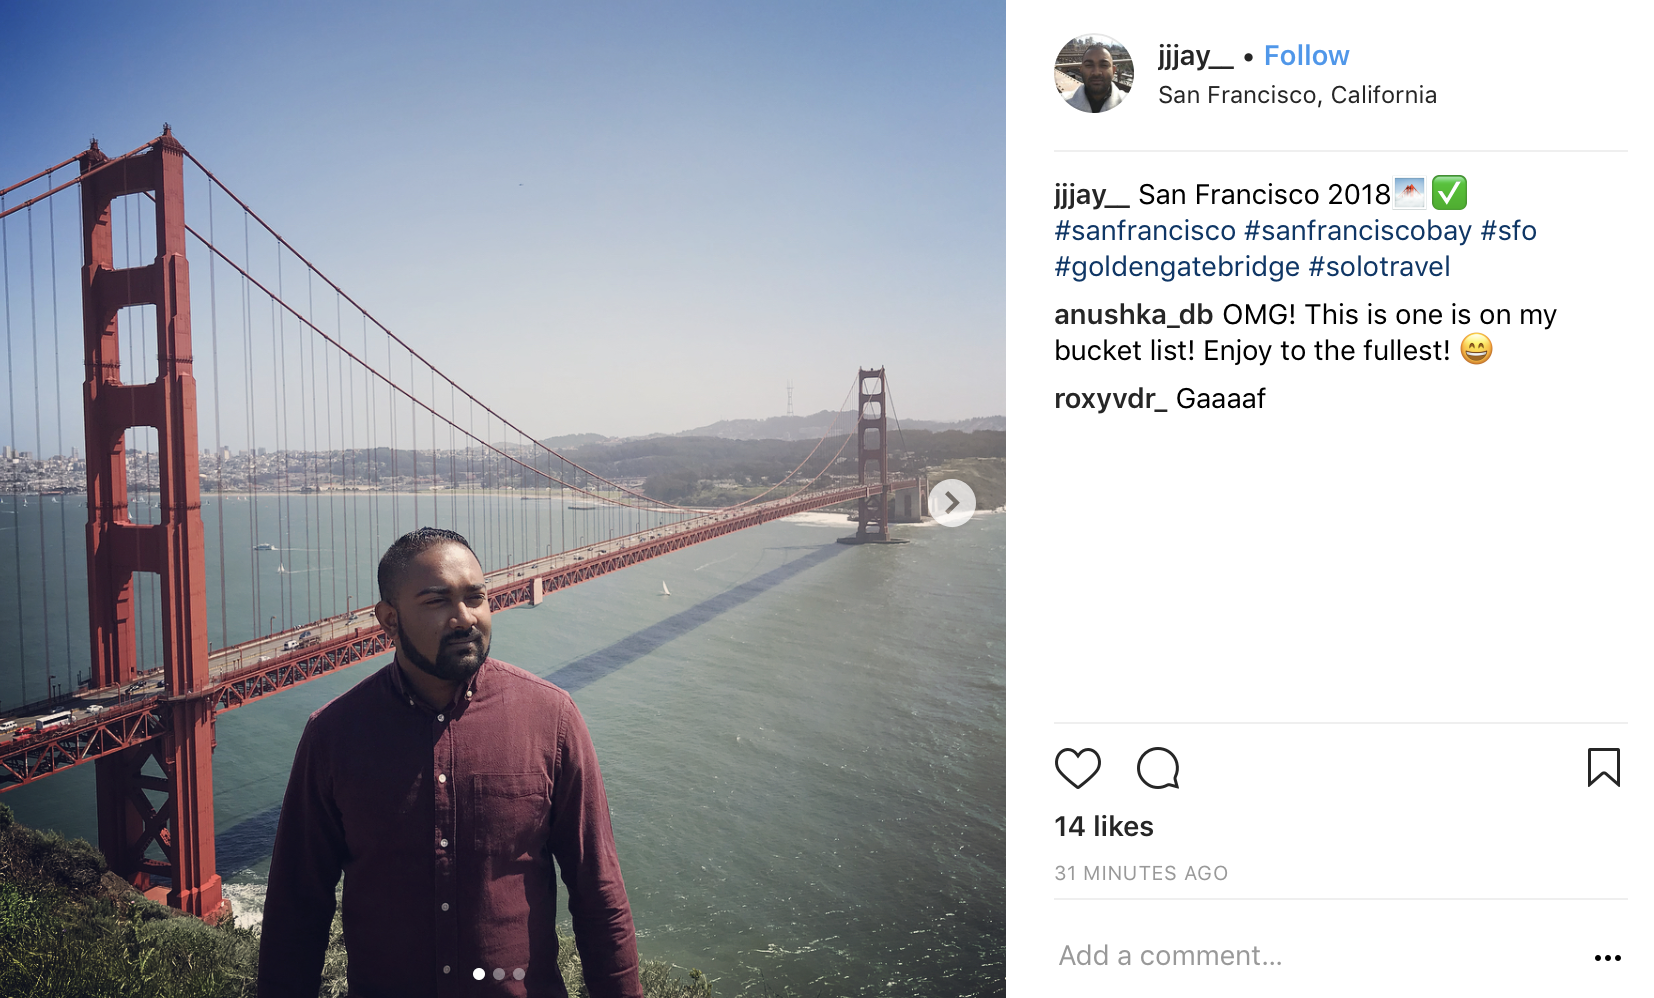 jjjay__ • Follow
San Francisco, California
jjjay__ San Francisco 2018🌁✅
#sanfrancisco #sanfranciscobay #sfo
#goldengatebridge #solotravel
anushka_db OMG! This is one is on my
bucket list! Enjoy to the fullest! 😄
roxyvdr_ Gaaaaf
14 likes
31 MINUTES AGO
Add a comment...